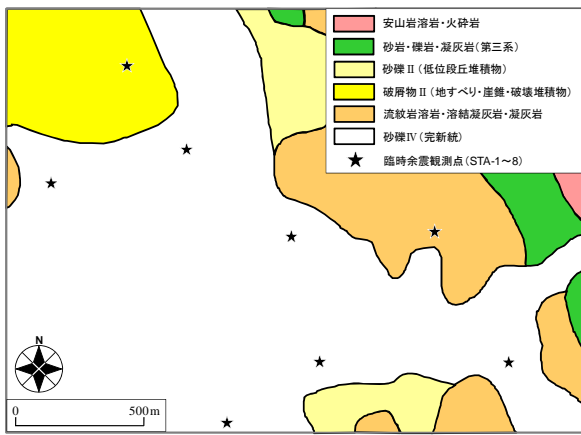 安山岩溶岩・火砕岩
砂岩・礫岩・凝灰岩（第三系）
砂礫Ⅱ（低位段丘堆積物）
破屑物Ⅱ（地すべり・崖錐・破壊堆積物）
流紋岩溶岩・溶結凝灰岩・凝灰岩
砂礫Ⅳ（完新統）
臨時余震観測点（STA-1～8）
N
0 500m